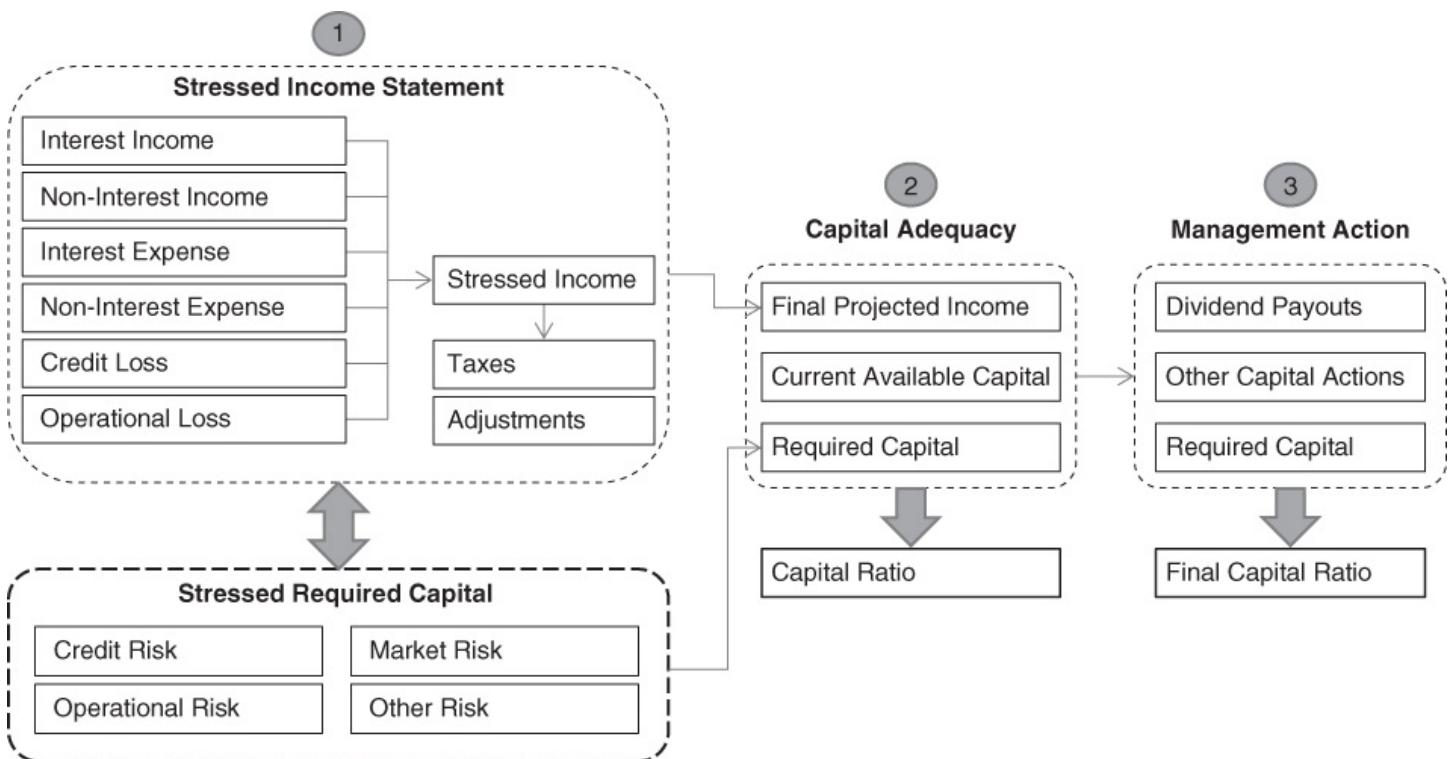 1
Stressed Income Statement
Interest Income
Non-Interest Income
Interest Expense
Non-Interest Expense
Credit Loss
Operational Loss
Stressed Income
Taxes
Adjustments
Stressed Required Capital
Credit Risk
Market Risk
Operational Risk
Other Risk
2
Capital Adequacy
Final Projected Income
Current Available Capital
Required Capital
Capital Ratio
3
Management Action
Dividend Payouts
Other Capital Actions
Required Capital
Final Capital Ratio